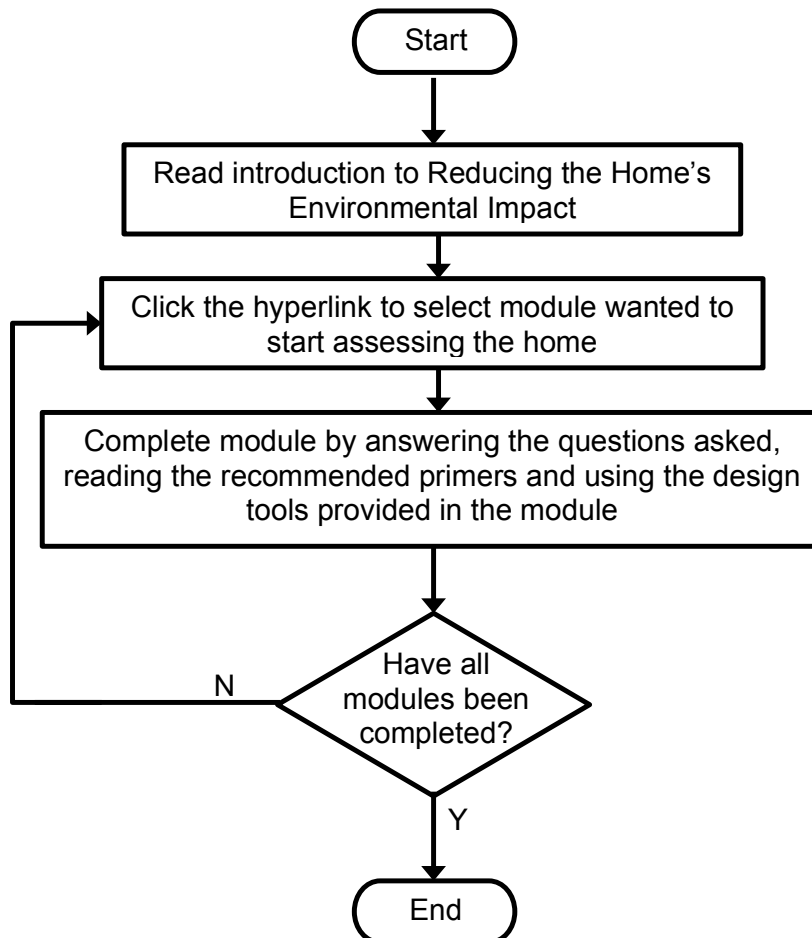 Start
Read introduction to Reducing the Home's
Environmental Impact
Click the hyperlink to select module wanted to
start assessing the home
Complete module by answering the questions asked,
reading the recommended primers and using the design
tools provided in the module
Have all
modules been
completed?
N
Y
End